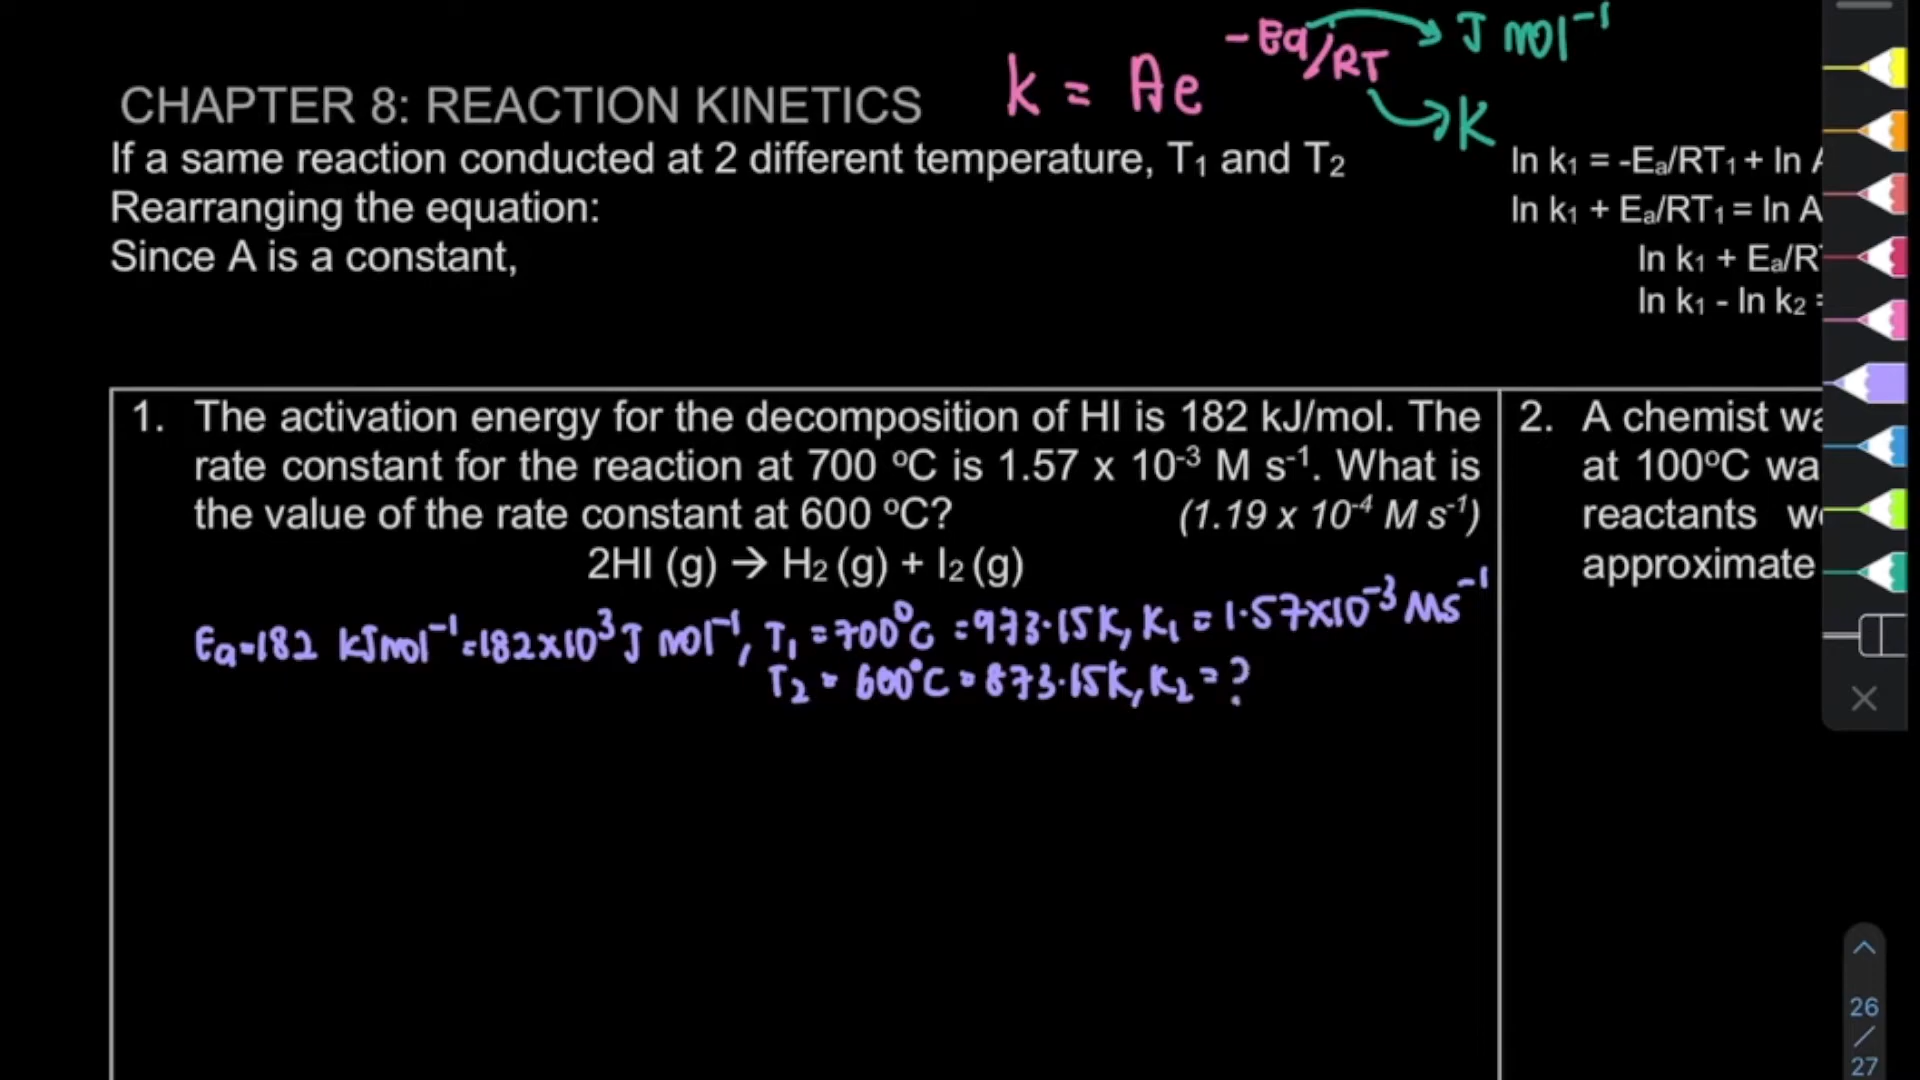 k = Ae -Ea/RT J mol-1
K
CHAPTER 8: REACTION KINETICS
If a same reaction conducted at 2 different temperature, T1 and T2
Rearranging the equation:
Since A is a constant,
ln k1 = -Ea/RT1 + ln A
ln k1 + Ea/RT1 = ln A
ln k1 + Ea/R
ln k1 - ln k2 =
1. The activation energy for the decomposition of HI is 182 kJ/mol. The
rate constant for the reaction at 700 ºC is 1.57 x 10-3 M s-1. What is
the value of the rate constant at 600 ºC? (1.19 x 10-4 M s-1)
2HI (g) → H2 (g) + I2 (g)
Ea=182 kJmol-1=182x103 J mol-1, T1 = 700°C = 973.15K, K1 = 1.57x10-3 Ms-1
T2 = 600°C = 873.15K, K2 = ?
2. A chemist
at 100ºC wa
reactants
approximate
26
/
27